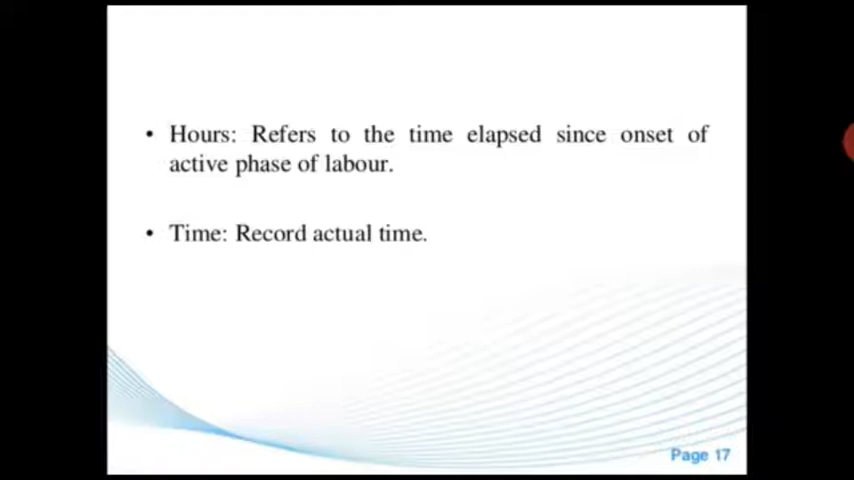 • Hours: Refers to the time elapsed since onset of
active phase of labour.
• Time: Record actual time.
Page 17